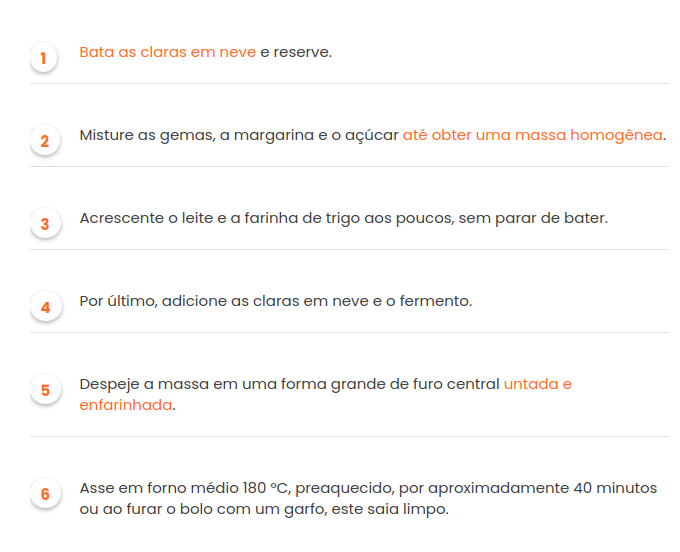 1
Bata as claras em neve e reserve.
2
Misture as gemas, a margarina e o açúcar até obter uma massa homogênea.
3
Acrescente o leite e a farinha de trigo aos poucos, sem parar de bater.
4
Por último, adicione as claras em neve e o fermento.
5
Despeje a massa em uma forma grande de furo central untada e
enfarinhada.
6
Asse em forno médio 180 °C, preaquecido, por aproximadamente 40 minutos
ou ao furar o bolo com um garfo, este saia limpo.